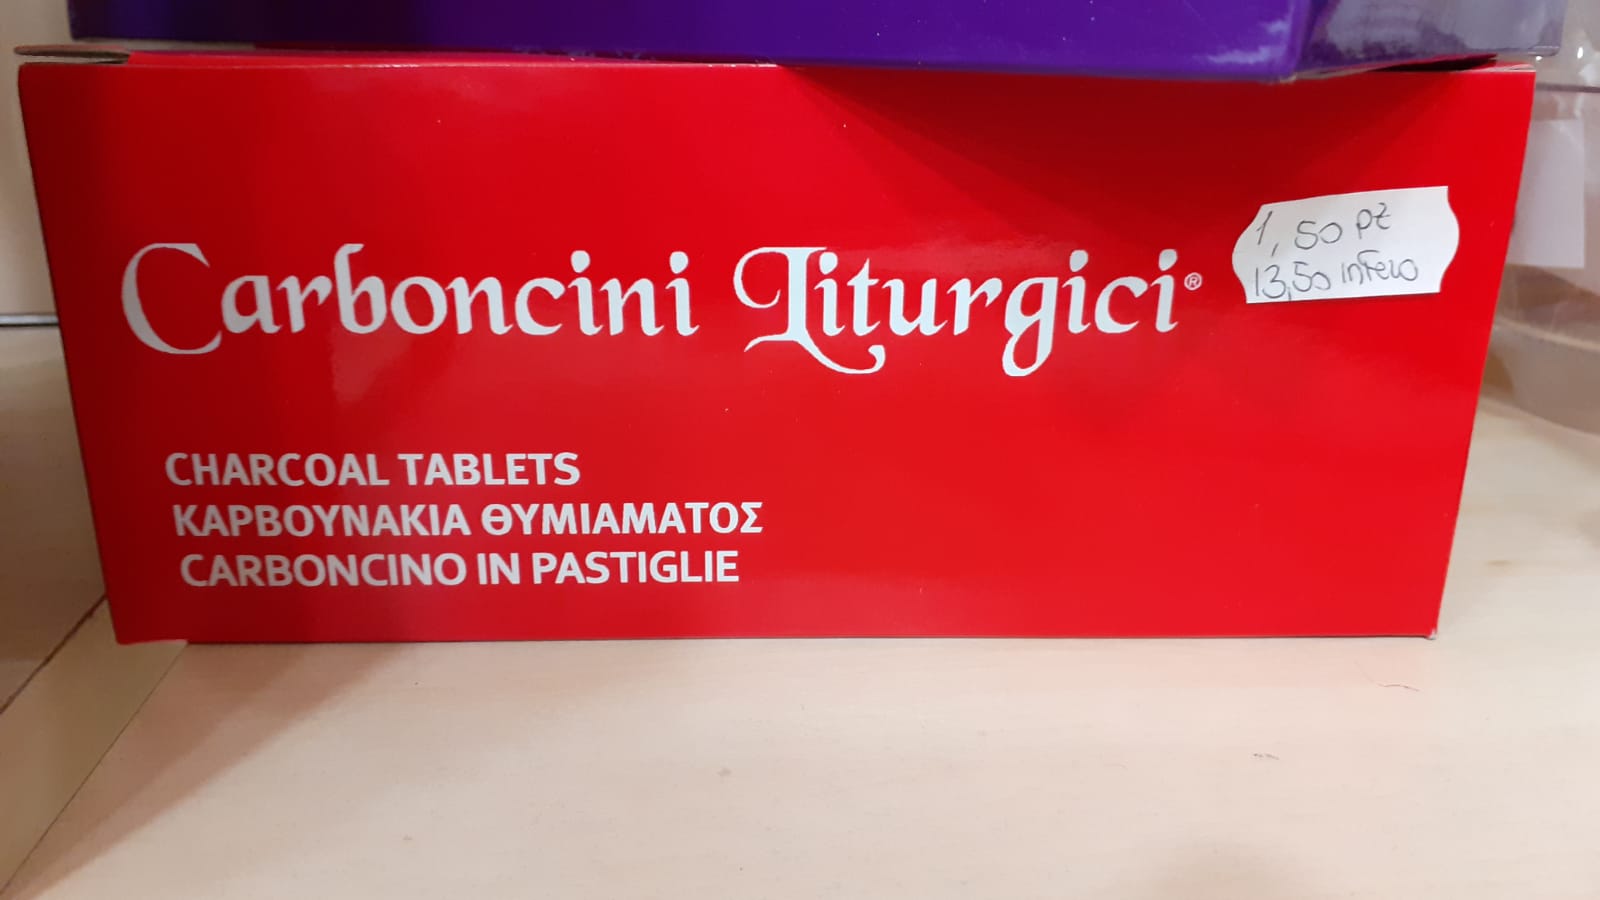 Carboncini Liturgici®
1,50 pz
13,50 intero
CHARCOAL TABLETS
ΚΑΡΒΟΥΝΑΚΙΑ ΘΥΜΙΑΜΑΤΟΣ
CARBONCINO IN PASTIGLIE